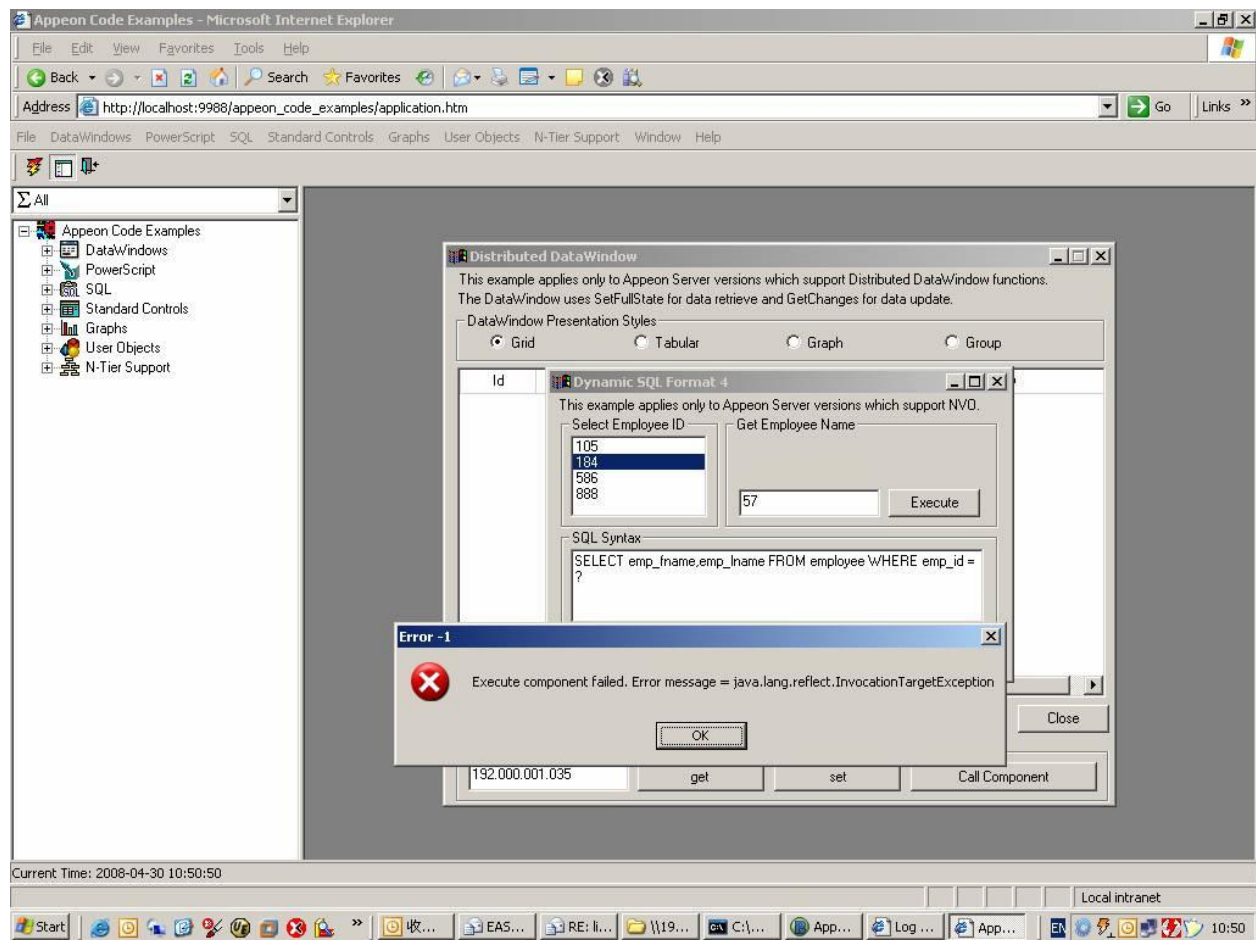 Appeon Code Examples - Microsoft Internet Explorer
File Edit View Favorites Tools Help
Back Search Favorites
Address http://localhost:9988/appeon_code_examples/application.htm Go Links »
File DataWindows PowerScript SQL Standard Controls Graphs User Objects N-Tier Support Window Help
Σ All
Appeon Code Examples
DataWindows
PowerScript
SQL
Standard Controls
Graphs
User Objects
N-Tier Support
Distributed DataWindow
This example applies only to Appeon Server versions which support Distributed DataWindow functions.
The DataWindow uses SetFullState for data retrieve and GetChanges for data update.
DataWindow Presentation Styles
Grid Tabular Graph Group
Id
Dynamic SQL Format 4
This example applies only to Appeon Server versions which support NVO.
Select Employee ID Get Employee Name
105
184
586
888
57 Execute
SQL Syntax
SELECT emp_fname,emp_lname FROM employee WHERE emp_id =
?
Error -1
Execute component failed. Error message = java.lang.reflect.InvocationTargetException
OK
Close
192.000.001.035 get set Call Component
Current Time: 2008-04-30 10:50:50
Local intranet
Start » 收... EAS... RE: li... \\19... C:\... App... Log ... App... EN 10:50